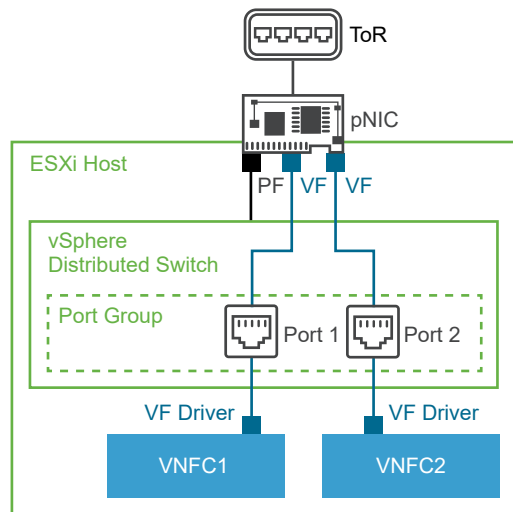 ToR
pNIC
ESXi Host
PF
VF
VF
vSphere
Distributed Switch
Port Group
Port 1
Port 2
VF Driver
VF Driver
VNFC1
VNFC2